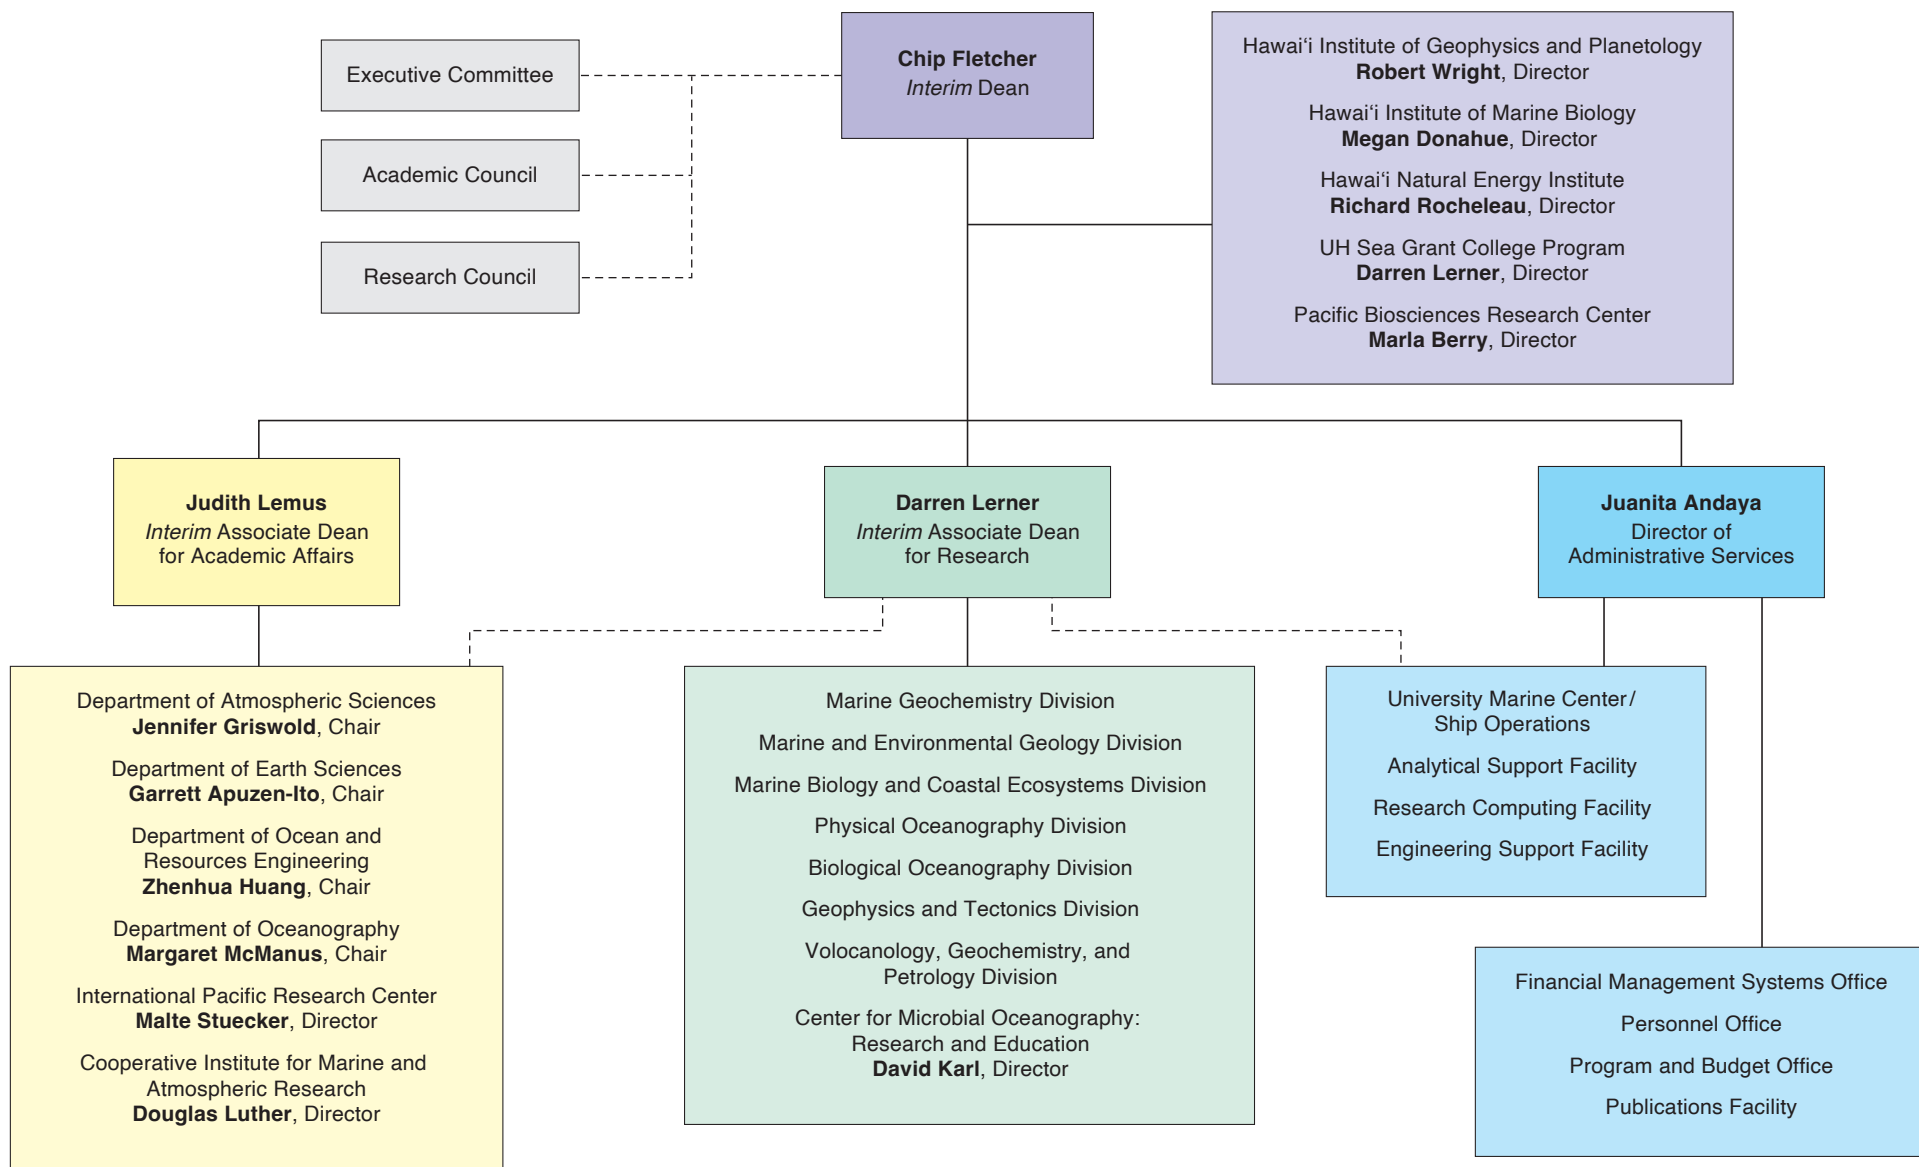 Executive Committee
Academic Council
Research Council
Chip Fletcher
Interim Dean
Hawai‘i Institute of Geophysics and Planetology
Robert Wright, Director
Hawai‘i Institute of Marine Biology
Megan Donahue, Director
Hawai‘i Natural Energy Institute
Richard Rocheleau, Director
UH Sea Grant College Program
Darren Lerner, Director
Pacific Biosciences Research Center
Marla Berry, Director
Judith Lemus
Interim Associate Dean
for Academic Affairs
Darren Lerner
Interim Associate Dean
for Research
Juanita Andaya
Director of
Administrative Services
Department of Atmospheric Sciences
Jennifer Griswold, Chair
Department of Earth Sciences
Garrett Apuzen-Ito, Chair
Department of Ocean and
Resources Engineering
Zhenhua Huang, Chair
Department of Oceanography
Margaret McManus, Chair
International Pacific Research Center
Malte Stuecker, Director
Cooperative Institute for Marine and
Atmospheric Research
Douglas Luther, Director
Marine Geochemistry Division
Marine and Environmental Geology Division
Marine Biology and Coastal Ecosystems Division
Physical Oceanography Division
Biological Oceanography Division
Geophysics and Tectonics Division
Volocanology, Geochemistry, and
Petrology Division
Center for Microbial Oceanography:
Research and Education
David Karl, Director
University Marine Center/
Ship Operations
Analytical Support Facility
Research Computing Facility
Engineering Support Facility
Financial Management Systems Office
Personnel Office
Program and Budget Office
Publications Facility